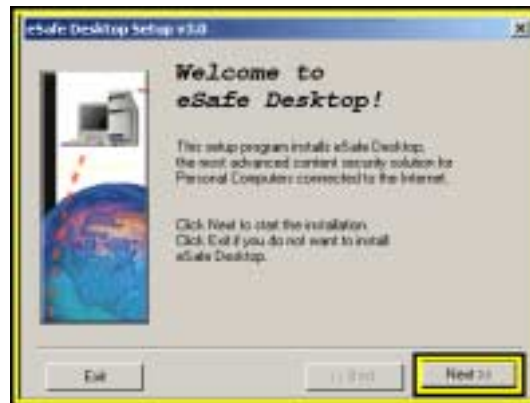 eSafe Desktop Setup v3.0
Welcome to
eSafe Desktop!
This setup program installs eSafe Desktop,
the most advanced content security solution for
Personal Computers connected to the Internet.
Click Next to start the installation.
Click Exit if you do not want to install
eSafe Desktop.
Exit
Next >>